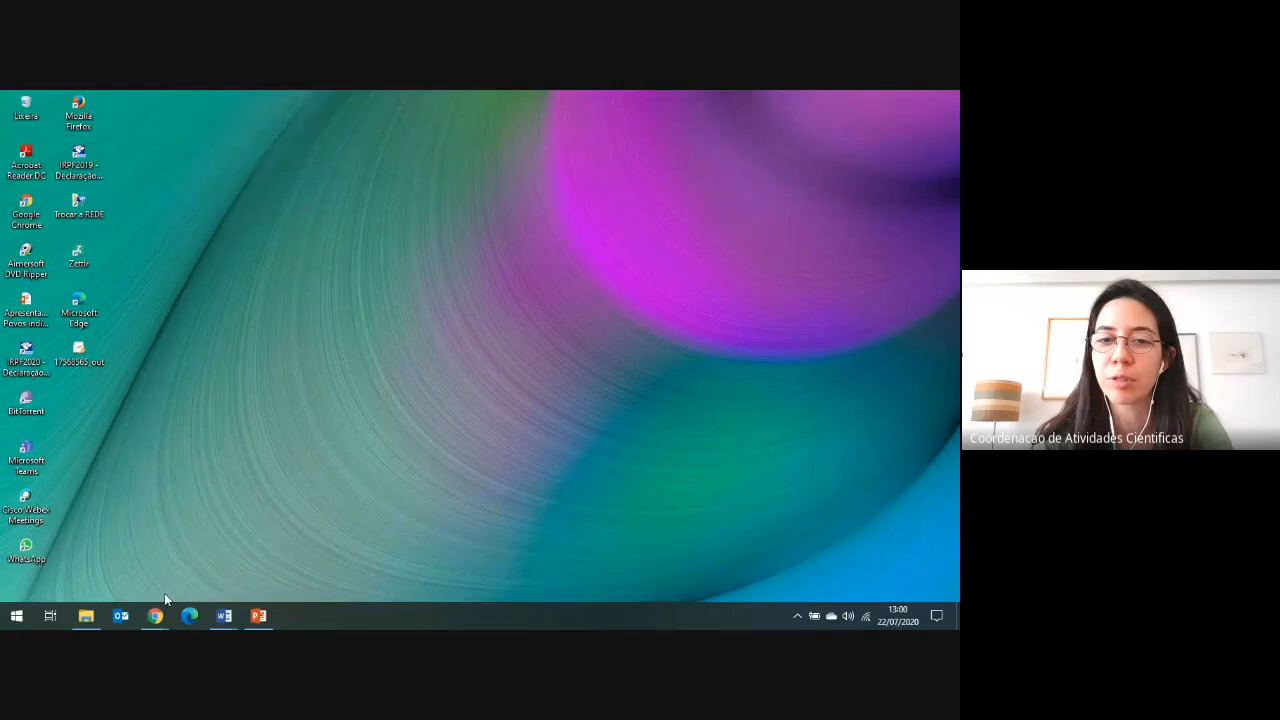 Lixeira
Mozilla
Firefox
Acrobat
Reader DC
IRPF2019 -
Declaração...
Google
Chrome
Trocar a REDE
Aimersoft
DVD Ripper
Zettlr
Apresenta...
Povos indí...
Microsoft
Edge
IRPF2020 -
Declaração...
17568565_out
BitTorrent
Microsoft
Teams
Cisco Webex
Meetings
WhatsApp
13:00
22/07/2020
Coordenacao de Atividades Cientificas